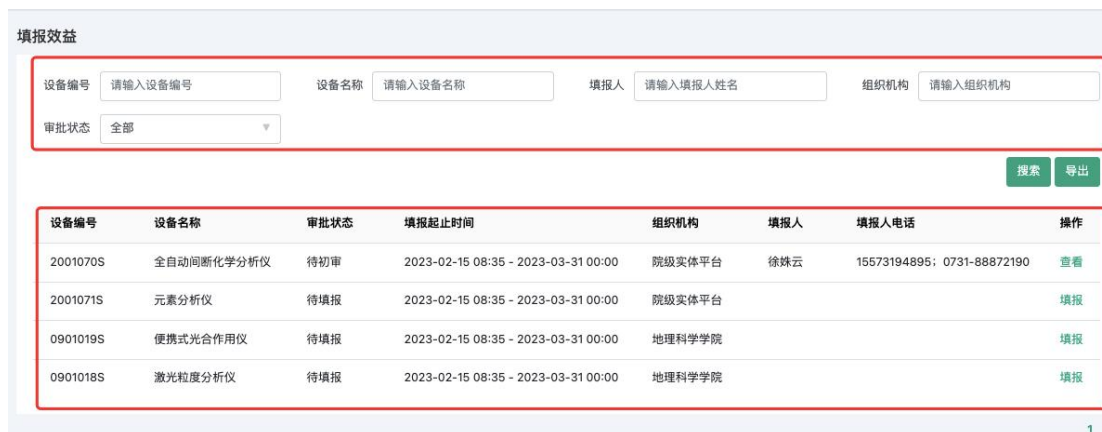 填报效益
设备编号 请输入设备编号 设备名称 请输入设备名称 填报人 请输入填报人姓名 组织机构 请输入组织机构
审批状态 全部
搜索 导出
设备编号 设备名称 审批状态 填报起止时间 组织机构 填报人 填报人电话 操作
2001070S 全自动间断化学分析仪 待初审 2023-02-15 08:35 - 2023-03-31 00:00 院级实体平台 徐姝云 15573194895; 0731-88872190 查看
2001071S 元素分析仪 待填报 2023-02-15 08:35 - 2023-03-31 00:00 院级实体平台 填报
0901019S 便携式光合作用仪 待填报 2023-02-15 08:35 - 2023-03-31 00:00 地理科学学院 填报
0901018S 激光粒度分析仪 待填报 2023-02-15 08:35 - 2023-03-31 00:00 地理科学学院 填报
1